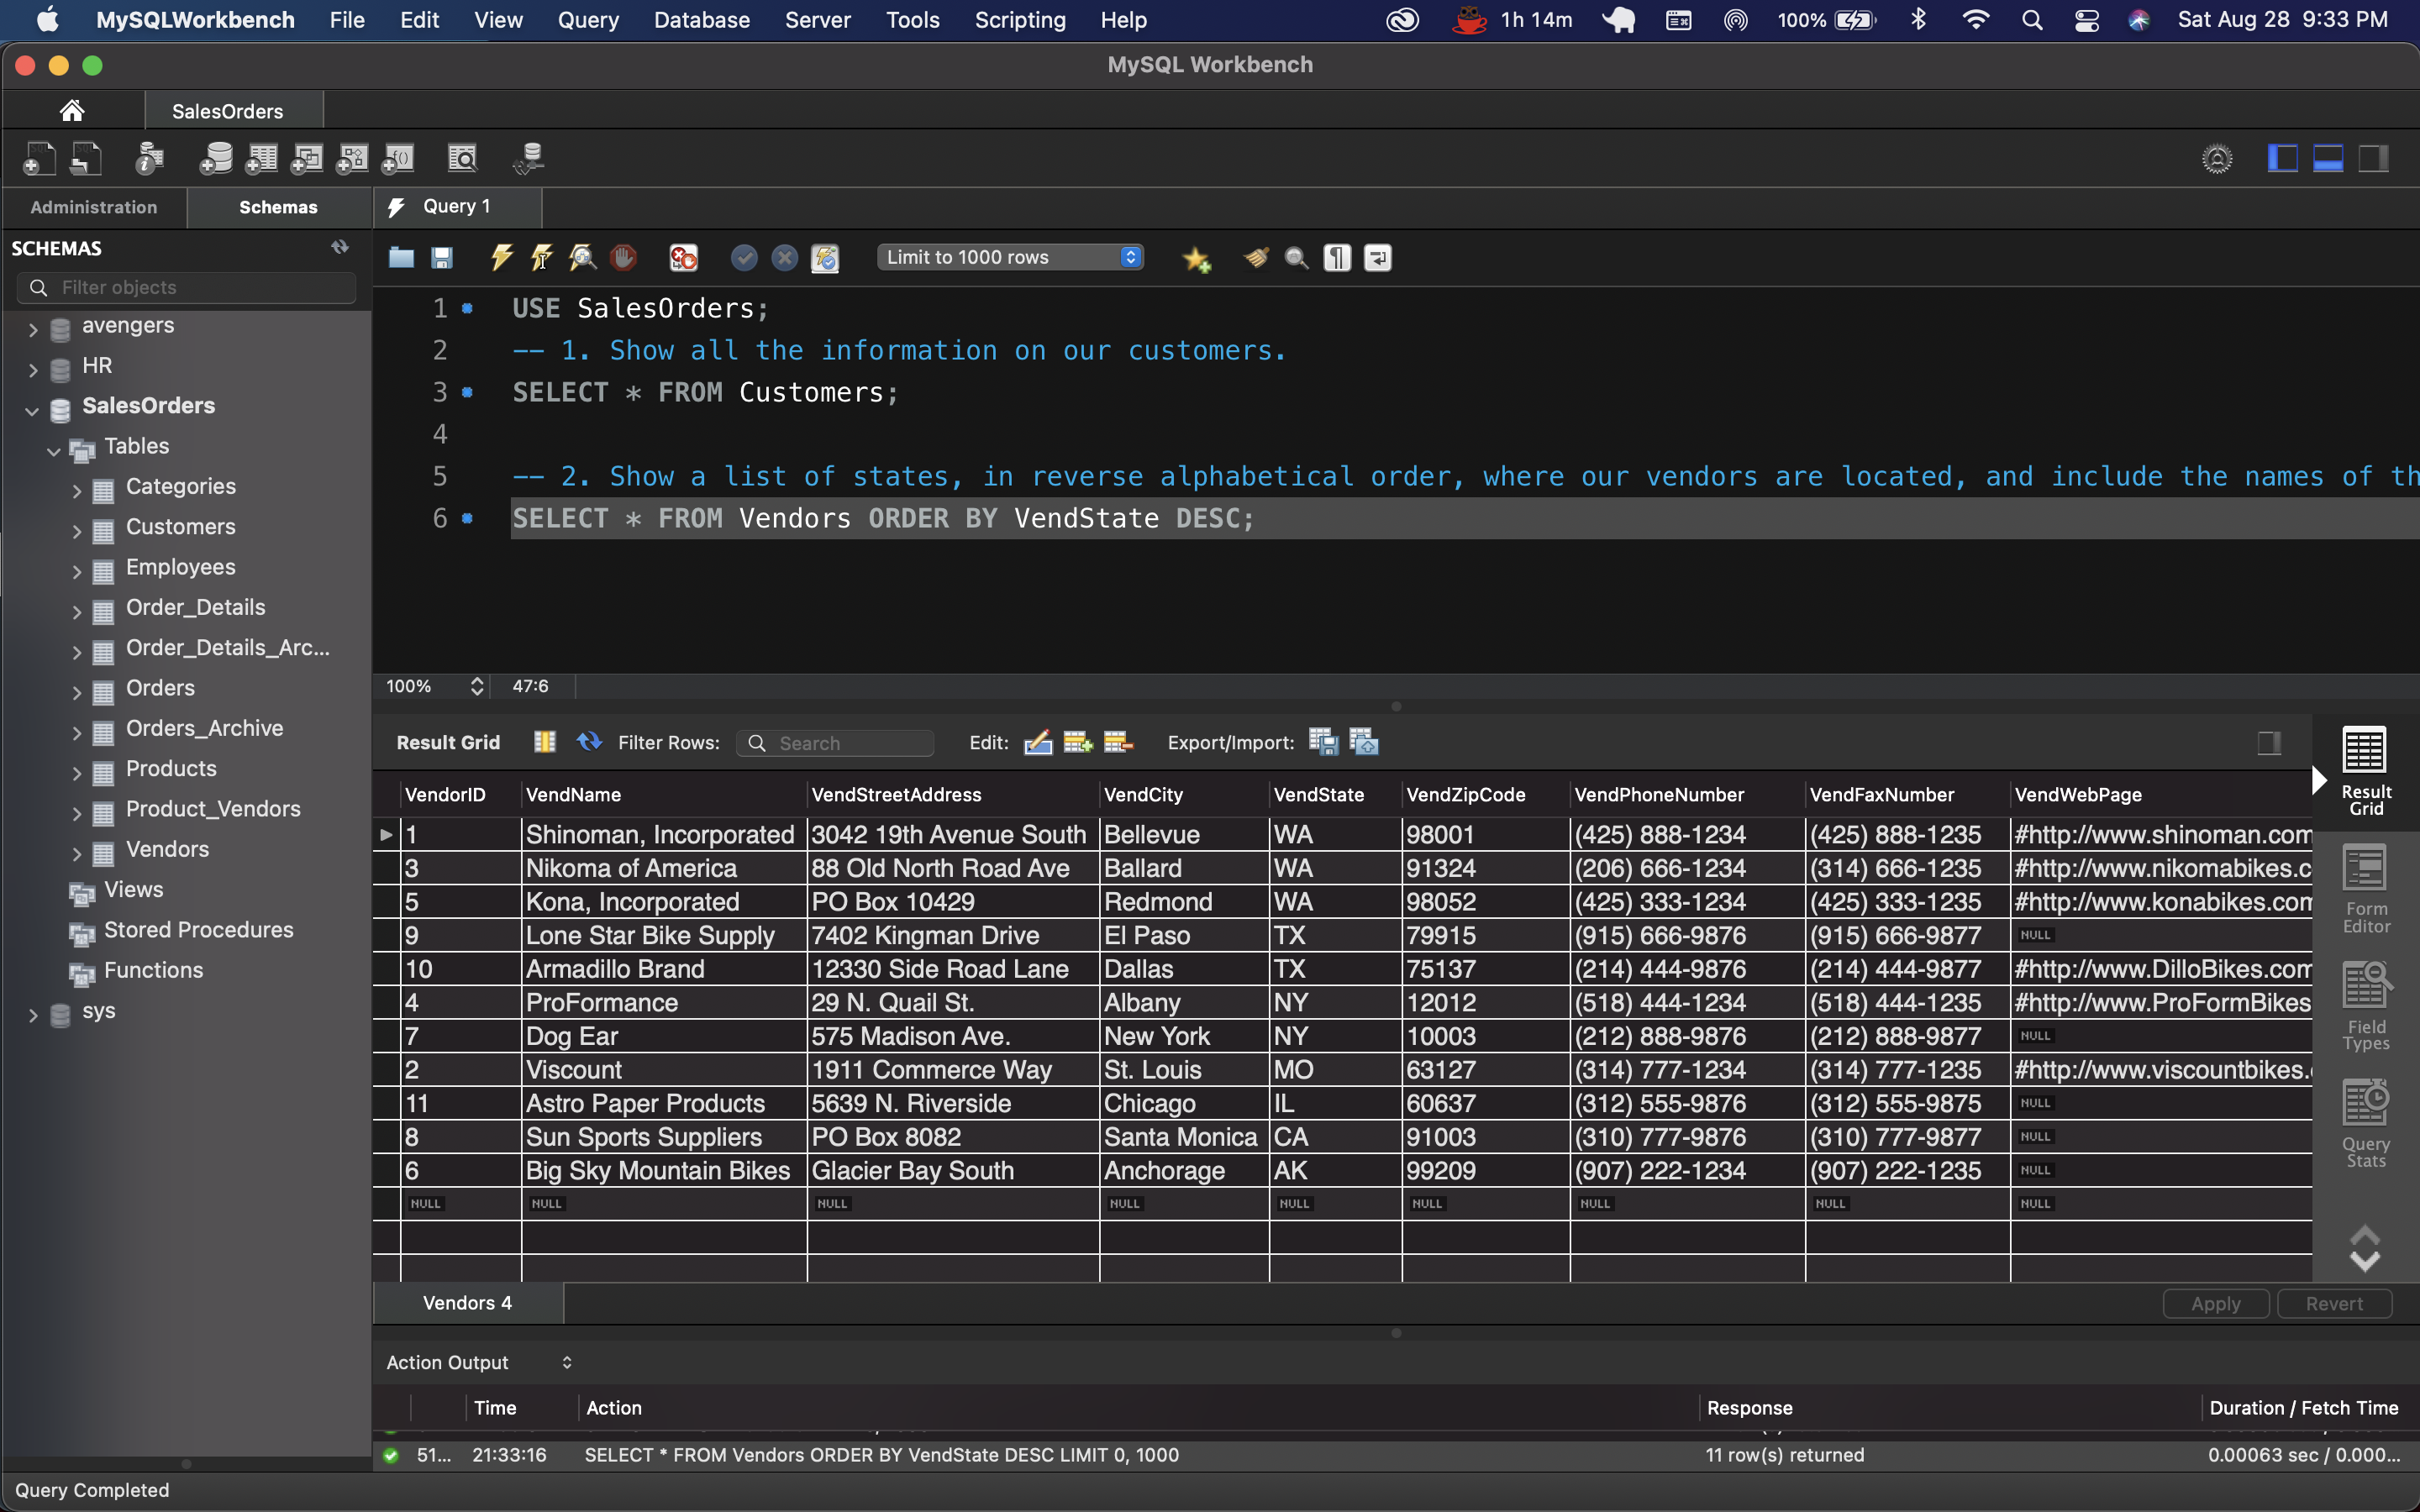 MySQLWorkbench File Edit View Query Database Server Tools Scripting Help 1h 14m 100% Sat Aug 28 9:33 PM
MySQL Workbench
SalesOrders
Administration Schemas Query 1
SCHEMAS
Filter objects
avengers
HR
SalesOrders
Tables
Categories
Customers
Employees
Order_Details
Order_Details_Arc...
Orders
Orders_Archive
Products
Product_Vendors
Vendors
Views
Stored Procedures
Functions
sys
Limit to 1000 rows
1 USE SalesOrders;
2 -- 1. Show all the information on our customers.
3 SELECT * FROM Customers;
4
5 -- 2. Show a list of states, in reverse alphabetical order, where our vendors are located, and include the names of th
6 SELECT * FROM Vendors ORDER BY VendState DESC;
100% 47:6
Result Grid Filter Rows: Search Edit: Export/Import:
VendorID VendName VendStreetAddress VendCity VendState VendZipCode VendPhoneNumber VendFaxNumber VendWebPage
1 Shinoman, Incorporated 3042 19th Avenue South Bellevue WA 98001 (425) 888-1234 (425) 888-1235 #http://www.shinoman.com
3 Nikoma of America 88 Old North Road Ave Ballard WA 91324 (206) 666-1234 (314) 666-1235 #http://www.nikomabikes.c
5 Kona, Incorporated PO Box 10429 Redmond WA 98052 (425) 333-1234 (425) 333-1235 #http://www.konabikes.com
9 Lone Star Bike Supply 7402 Kingman Drive El Paso TX 79915 (915) 666-9876 (915) 666-9877 NULL
10 Armadillo Brand 12330 Side Road Lane Dallas TX 75137 (214) 444-9876 (214) 444-9877 #http://www.DilloBikes.com
4 ProFormance 29 N. Quail St. Albany NY 12012 (518) 444-1234 (518) 444-1235 #http://www.ProFormBikes
7 Dog Ear 575 Madison Ave. New York NY 10003 (212) 888-9876 (212) 888-9877 NULL
2 Viscount 1911 Commerce Way St. Louis MO 63127 (314) 777-1234 (314) 777-1235 #http://www.viscountbikes.
11 Astro Paper Products 5639 N. Riverside Chicago IL 60637 (312) 555-9876 (312) 555-9875 NULL
8 Sun Sports Suppliers PO Box 8082 Santa Monica CA 91003 (310) 777-9876 (310) 777-9877 NULL
6 Big Sky Mountain Bikes Glacier Bay South Anchorage AK 99209 (907) 222-1234 (907) 222-1235 NULL
NULL NULL NULL NULL NULL NULL NULL NULL NULL
Result
Grid
Form
Editor
Field
Types
Query
Stats
Vendors 4 Apply Revert
Action Output
Time Action Response Duration / Fetch Time
51... 21:33:16 SELECT * FROM Vendors ORDER BY VendState DESC LIMIT 0, 1000 11 row(s) returned 0.00063 sec / 0.000...
Query Completed